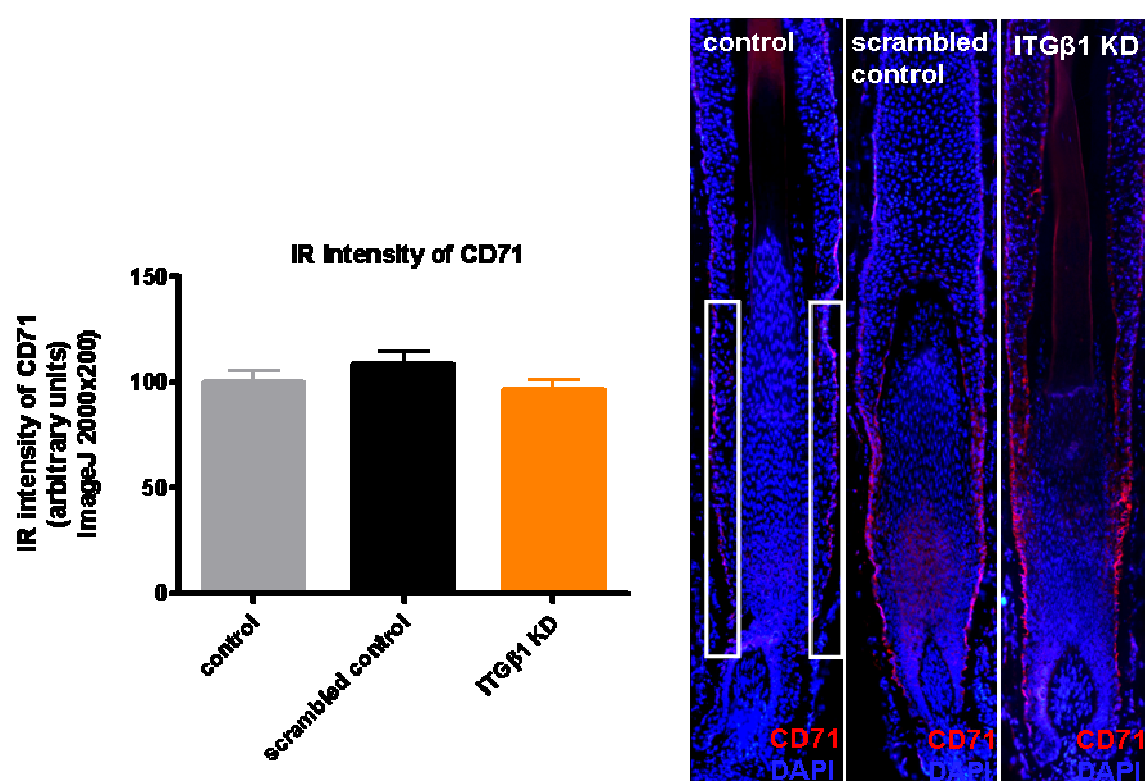 IR intensity of CD71
IR intensity of CD71
(arbitrary units)
ImageJ 2000x200)
150
100
50
0
control
scrambled control
ITGβ1 KD
control
scrambled
control
ITGβ1 KD
CD71
DAPI
CD71
DAPI
CD71
DAPI